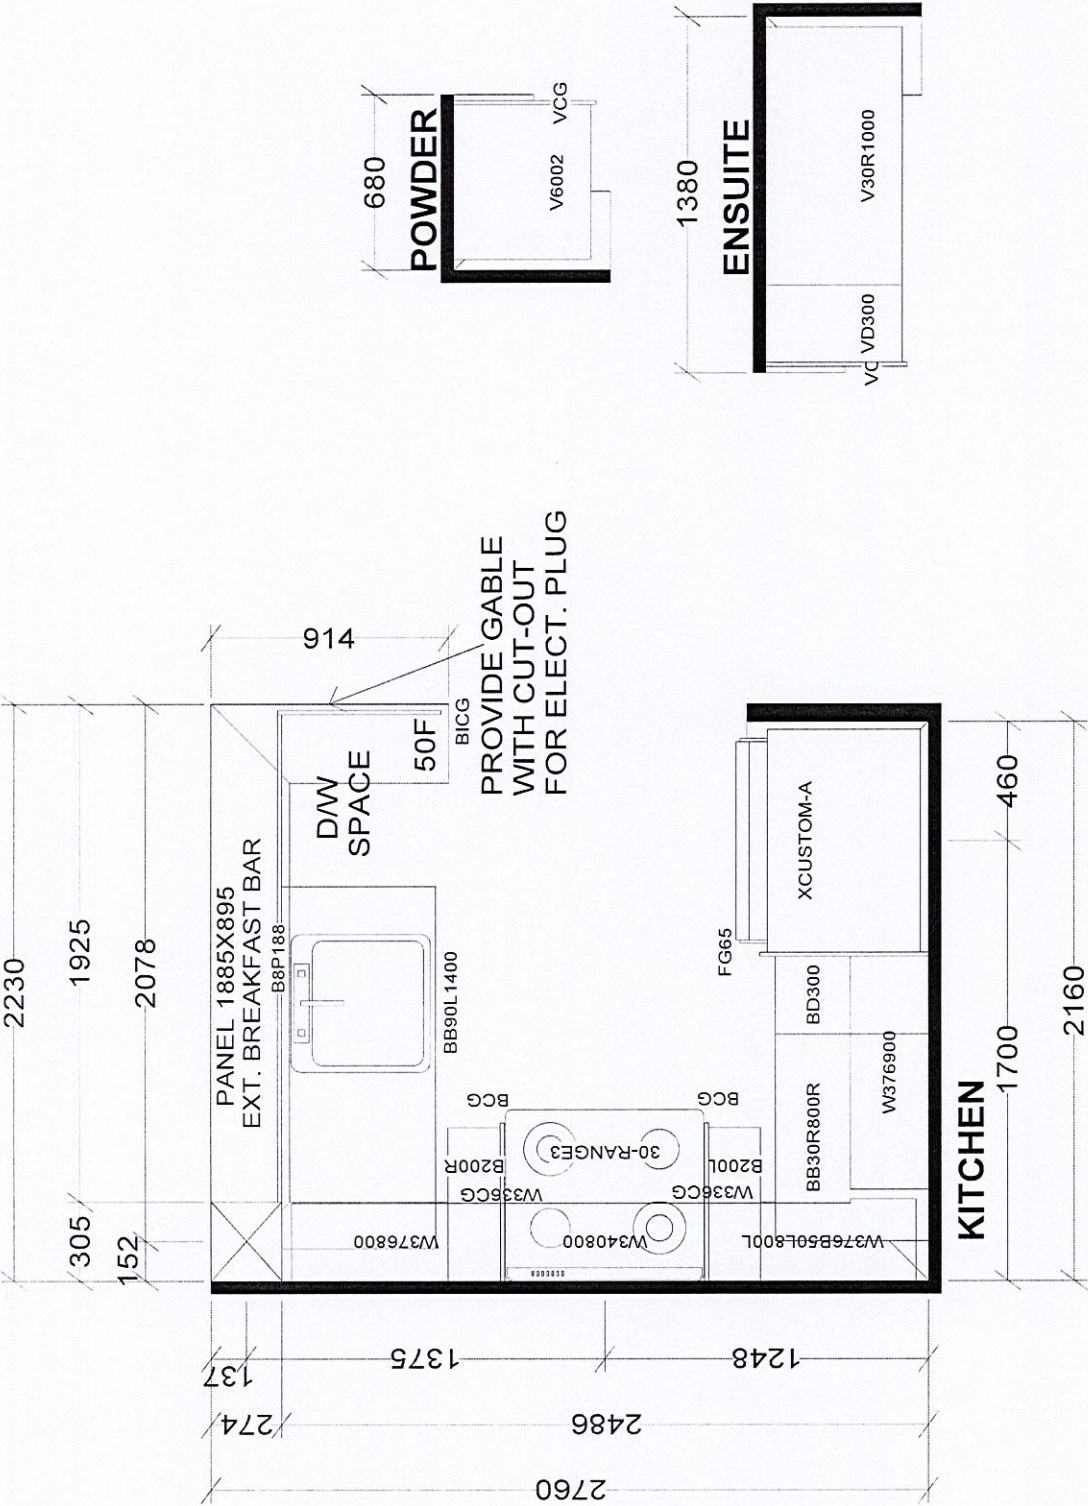 POWDER
680
V6002
VCG
ENSUITE
1380
V30R1000
VD300
KITCHEN
2230
1925
305
2078
152
914
PANEL 1885X895
EXT. BREAKFAST BAR
B8P188
D/W
SPACE
50F
BICG
PROVIDE GABLE
WITH CUT-OUT
FOR ELECT. PLUG
BB90L1400
BCG
BCG
B200R
B200L
30-RANGE3
W336CG
W336CG
W376800
W340800
W376B50L800L
BB30R800R
BD300
W376900
FG65
XCUSTOM-A
460
1700
2160
137
1375
1248
274
2486
2760